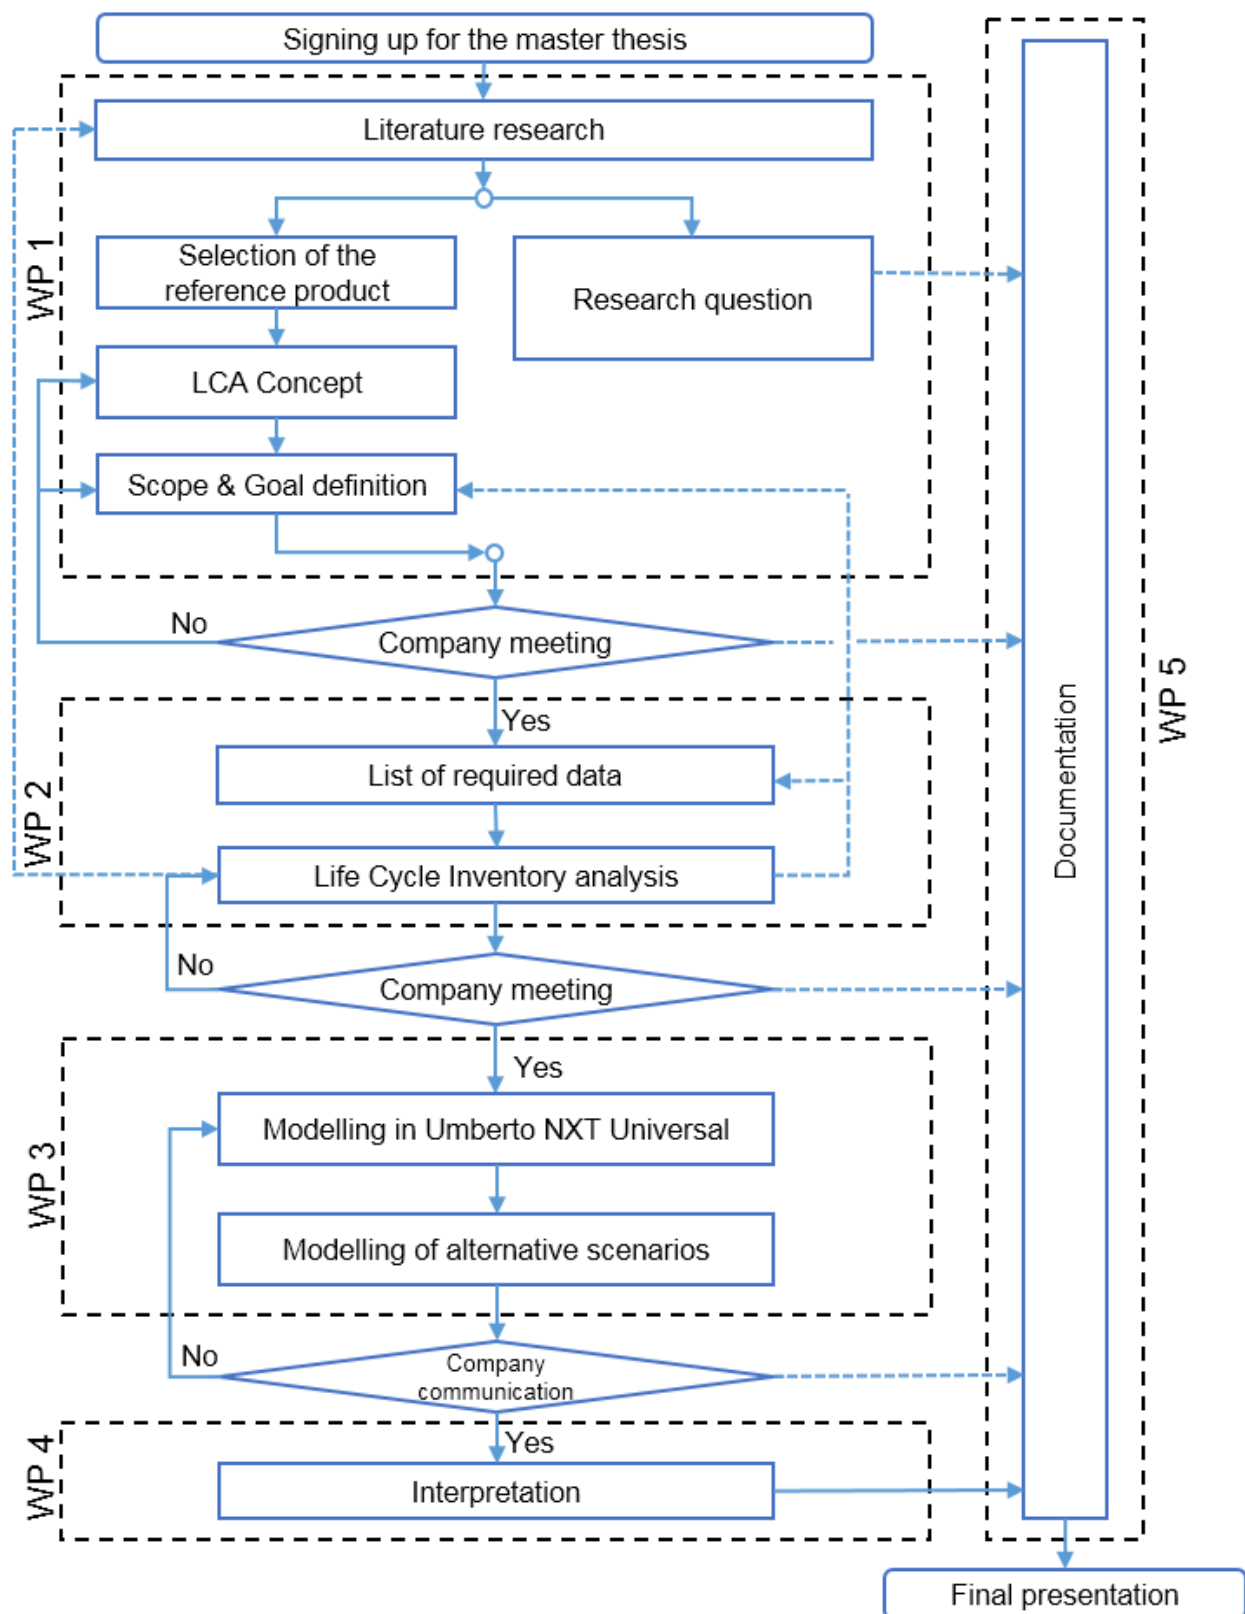 Signing up for the master thesis
Literature research
WP 1
Selection of the
reference product
Research question
LCA Concept
Scope & Goal definition
No
Company meeting
Yes
WP 2
List of required data
Life Cycle Inventory analysis
No
Company meeting
Yes
WP 3
Modelling in Umberto NXT Universal
Modelling of alternative scenarios
No
Company
communication
Yes
WP 4
Interpretation
Documentation
WP 5
Final presentation